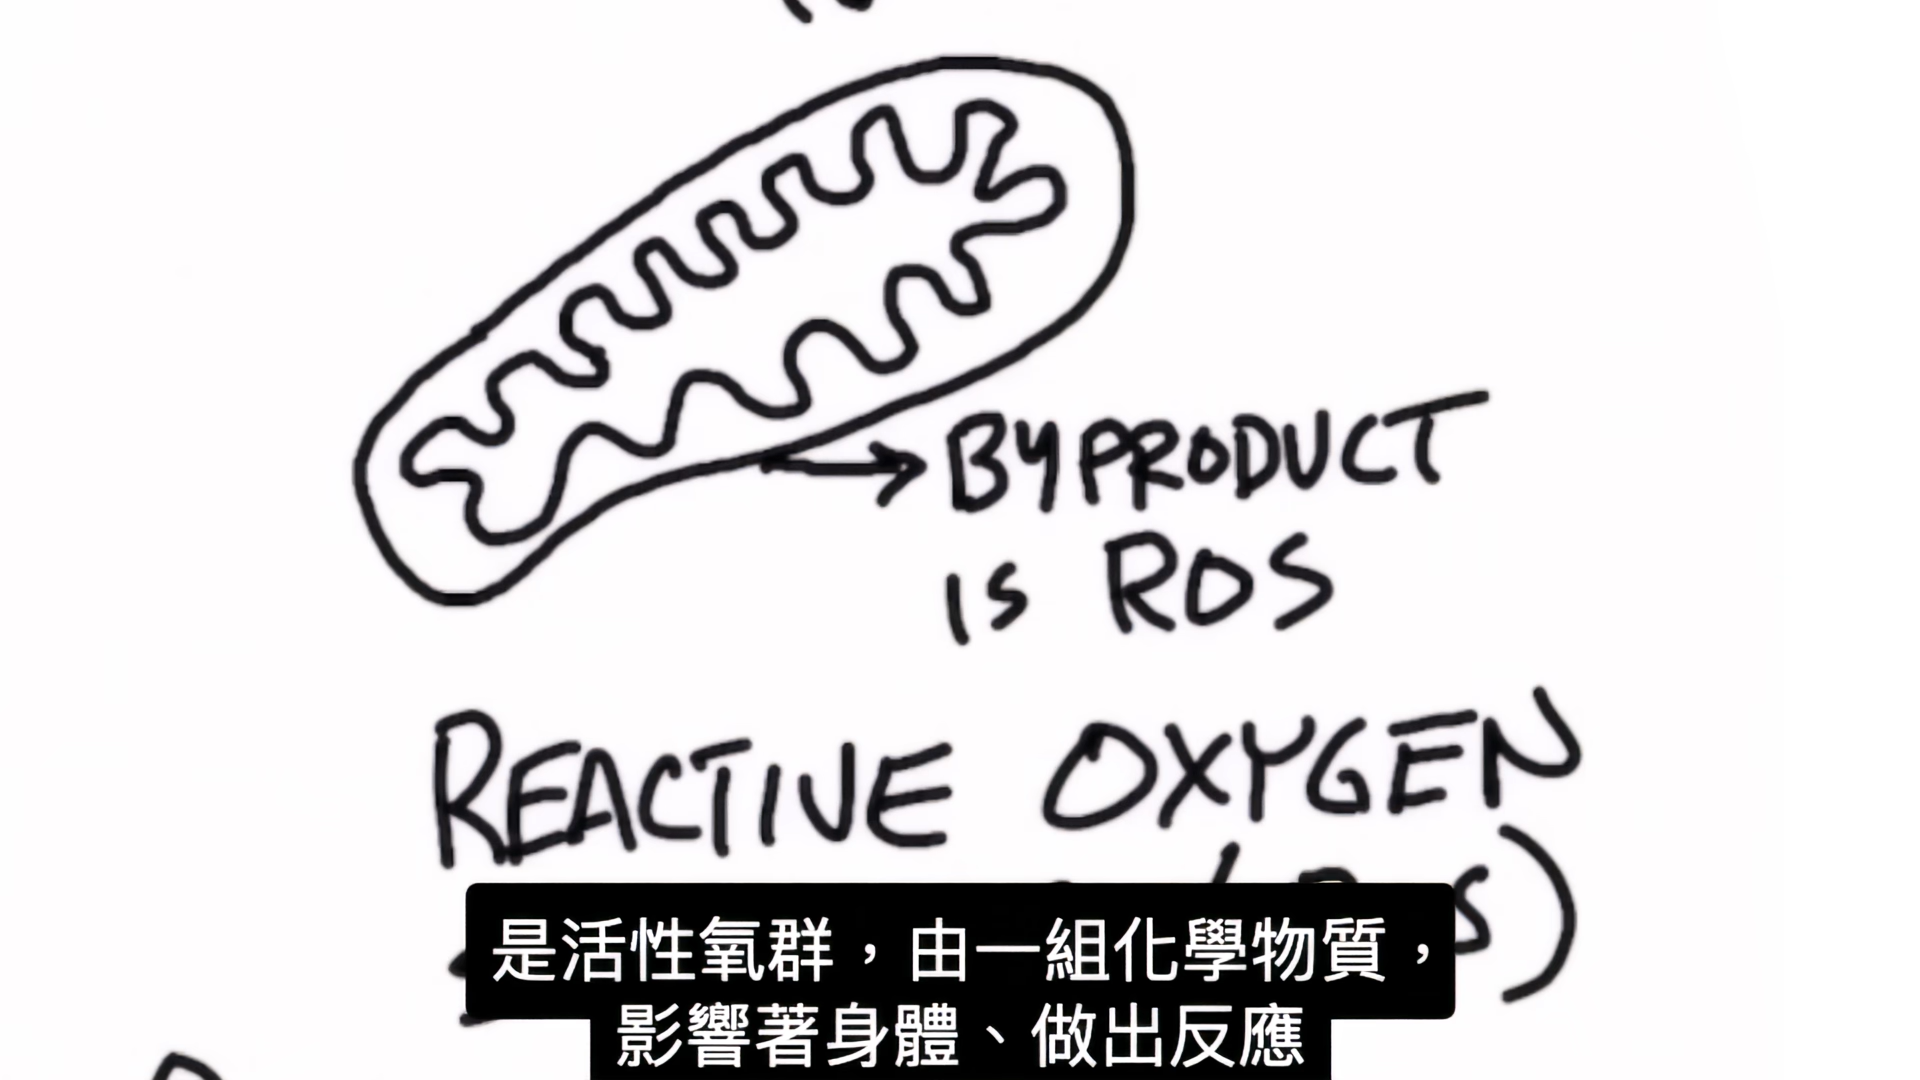 BYPRODUCT
IS ROS
REACTIVE OXYGEN
是活性氧群，由一組化學物質，
影響著身體、做出反應